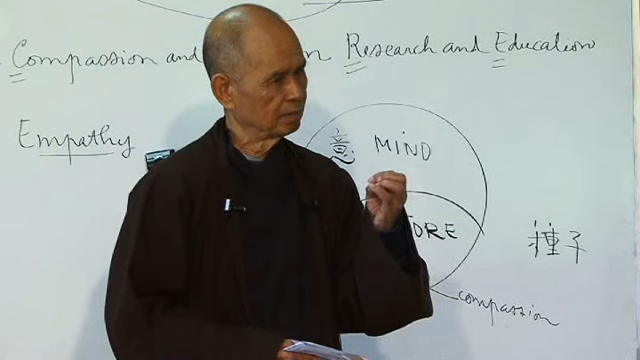 Compassion and Research and Education
Empathy
意 MIND
ORE
種子
compassion